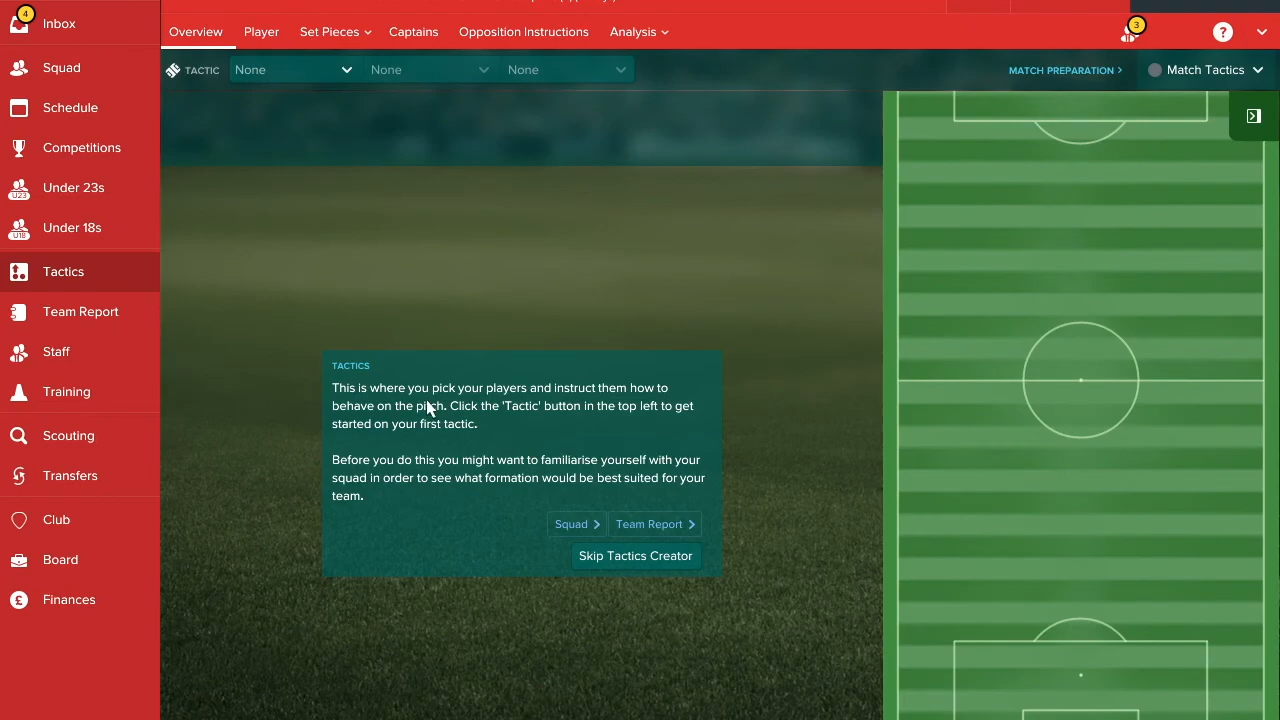 4
Inbox
Squad
Schedule
Competitions
U23
Under 23s
U18
Under 18s
Tactics
Team Report
Staff
Training
Scouting
Transfers
Club
Board
£
Finances
Overview
Player
Set Pieces
Captains
Opposition Instructions
Analysis
3
?
TACTIC
None
None
None
MATCH PREPARATION >
Match Tactics
TACTICS
This is where you pick your players and instruct them how to
behave on the pitch. Click the 'Tactic' button in the top left to get
started on your first tactic.
Before you do this you might want to familiarise yourself with your
squad in order to see what formation would be best suited for your
team.
Squad >
Team Report >
Skip Tactics Creator